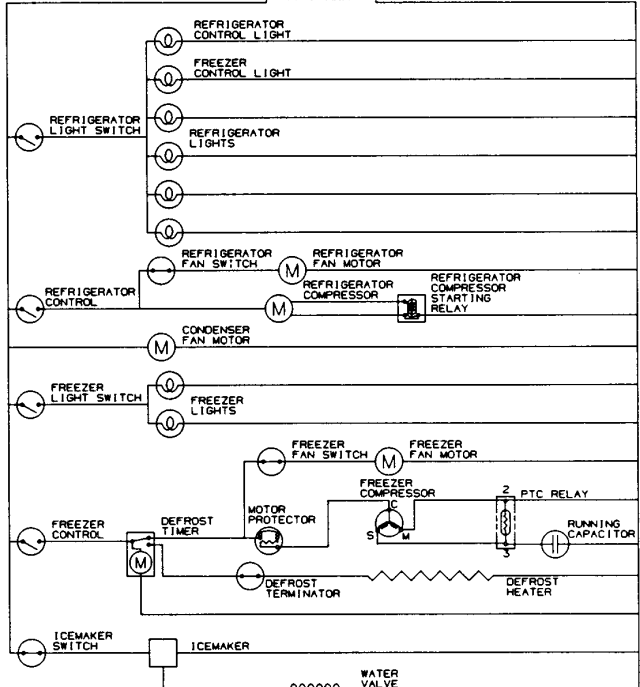 REFRIGERATOR
CONTROL LIGHT
FREEZER
CONTROL LIGHT
REFRIGERATOR
LIGHT SWITCH
REFRIGERATOR
LIGHTS
REFRIGERATOR
FAN SWITCH
REFRIGERATOR
FAN MOTOR
M
REFRIGERATOR
CONTROL
REFRIGERATOR
COMPRESSOR
M
REFRIGERATOR
COMPRESSOR
STARTING
RELAY
CONDENSER
FAN MOTOR
M
FREEZER
LIGHT SWITCH
FREEZER
LIGHTS
FREEZER
FAN SWITCH
FREEZER
FAN MOTOR
M
FREEZER
COMPRESSOR
C
S
M
2
PTC RELAY
3
RUNNING
CAPACITOR
FREEZER
CONTROL
DEFROST
TIMER
M
MOTOR
PROTECTOR
DEFROST
TERMINATOR
DEFROST
HEATER
ICEMAKER
SWITCH
ICEMAKER
WATER
VALVE